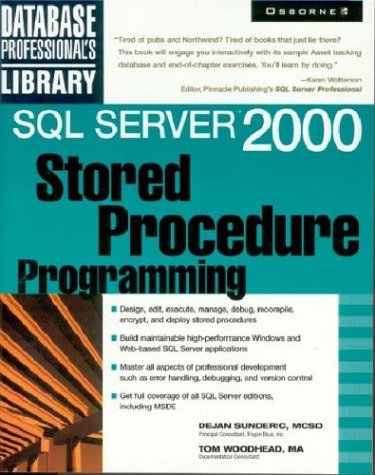 DATABASE
PROFESSIONAL'S
LIBRARY
OSBORNE
"Tired of pubs and Northwind? Tired of books that just lie there?
This book will engage you interactively with its sample Asset tracking
database and end-of-chapter exercises. You'll learn by doing."
—Karen Watterson
Editor, Pinnacle Publishing's SQL Server Professional
SQL SERVER 2000
Stored
Procedure
Programming
Design, edit, execute, manage, debug, recompile,
encrypt, and deploy stored procedures
Build maintainable high-performance Windows and
Web-based SQL Server applications
Master all aspects of professional development
such as error handling, debugging, and version control
Get full coverage of all SQL Server editions,
including MSDE
DEJAN SUNDERIC, MCSD
Principal Consultant, Trigon Blue, Inc.
TOM WOODHEAD, MA
Documentation Consultant